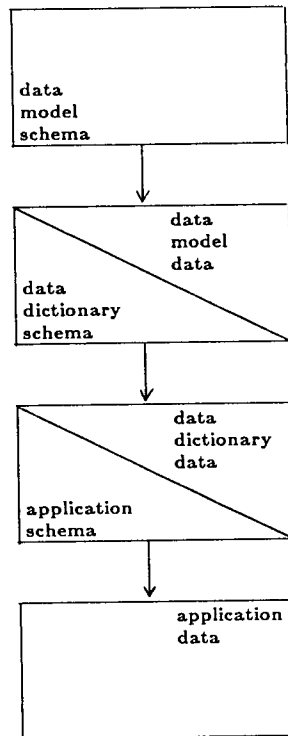 data
model
schema
data
model
data
data
dictionary
schema
data
dictionary
data
application
schema
application
data